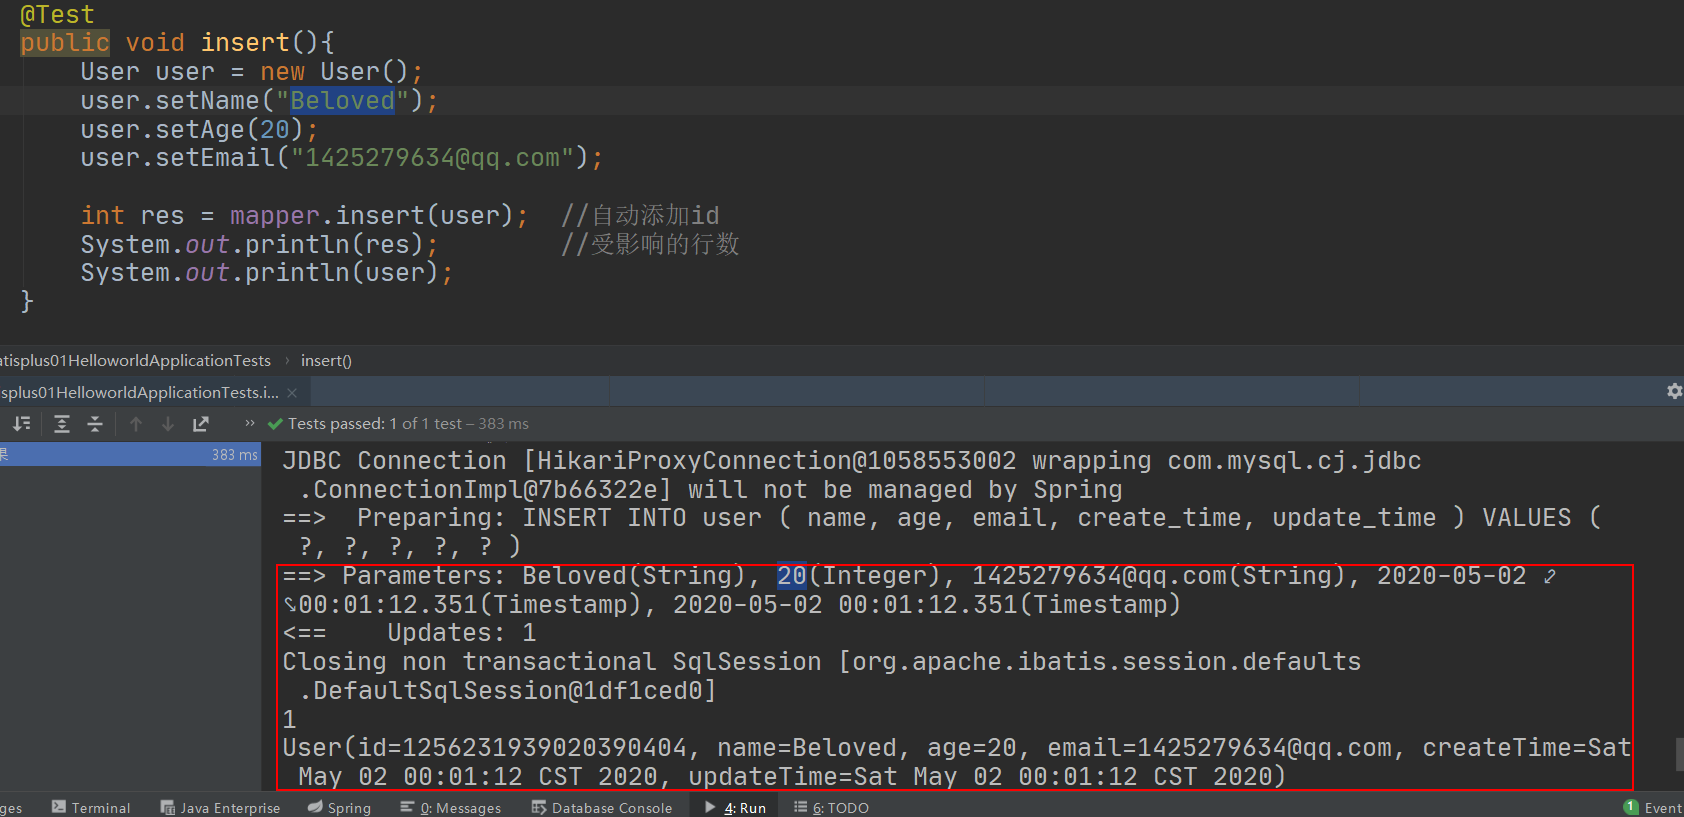 @Test
public void insert(){
User user = new User();
user.setName("Beloved");
user.setAge(20);
user.setEmail("1425279634@qq.com");
int res = mapper.insert(user);  //自动添加id
System.out.println(res);  //受影响的行数
System.out.println(user);
}
atisplus01HelloworldApplicationTests › insert()
splus01HelloworldApplicationTests.i... ×
» Tests passed: 1 of 1 test – 383 ms
果 383 ms
JDBC Connection [HikariProxyConnection@1058553002 wrapping com.mysql.cj.jdbc
.ConnectionImpl@7b66322e] will not be managed by Spring
==>  Preparing: INSERT INTO user ( name, age, email, create_time, update_time ) VALUES (
?, ?, ?, ?, ? )
==> Parameters: Beloved(String), 20(Integer), 1425279634@qq.com(String), 2020-05-02
00:01:12.351(Timestamp), 2020-05-02 00:01:12.351(Timestamp)
<==    Updates: 1
Closing non transactional SqlSession [org.apache.ibatis.session.defaults
.DefaultSqlSession@1df1ced0]
1
User(id=1256231939020390404, name=Beloved, age=20, email=1425279634@qq.com, createTime=Sat
May 02 00:01:12 CST 2020, updateTime=Sat May 02 00:01:12 CST 2020)
ges Terminal Java Enterprise Spring 0: Messages Database Console 4: Run 6: TODO 1 Event